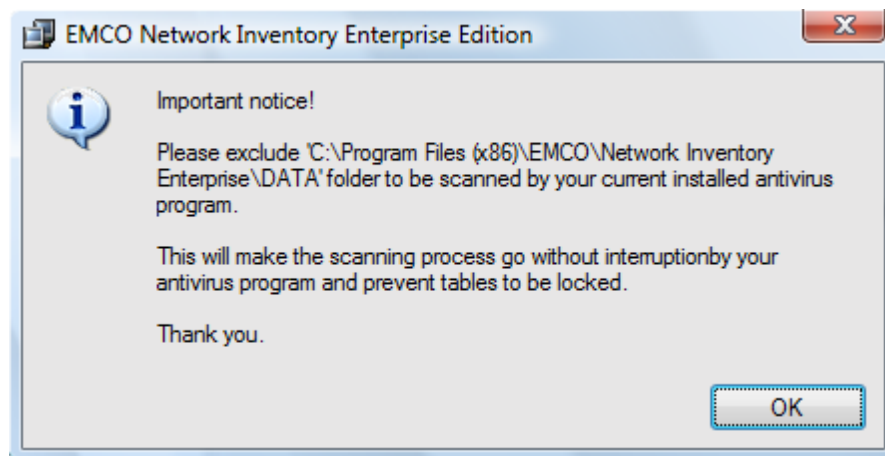 EMCO Network Inventory Enterprise Edition
Important notice!
Please exclude 'C:\Program Files (x86)\EMCO\Network Inventory
Enterprise\DATA' folder to be scanned by your current installed antivirus
program.
This will make the scanning process go without interruptionby your
antivirus program and prevent tables to be locked.
Thank you.
OK